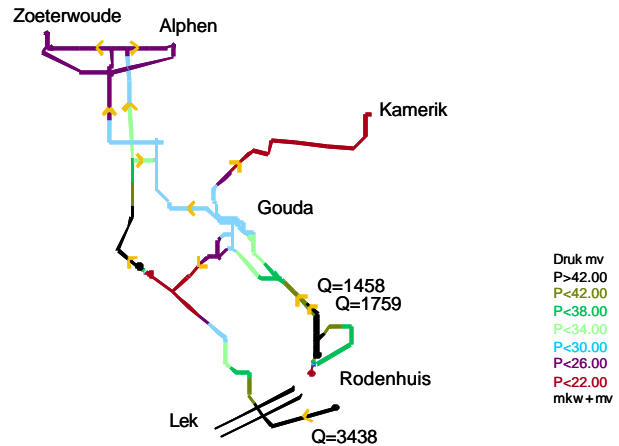 Zoeterwoude
Alphen
Kamerik
Gouda
Q=1458
Q=1759
Rodenhuis
Lek
Q=3438
Druk mv
P>42.00
P<42.00
P<38.00
P<34.00
P<30.00
P<26.00
P<22.00
mkw+mv